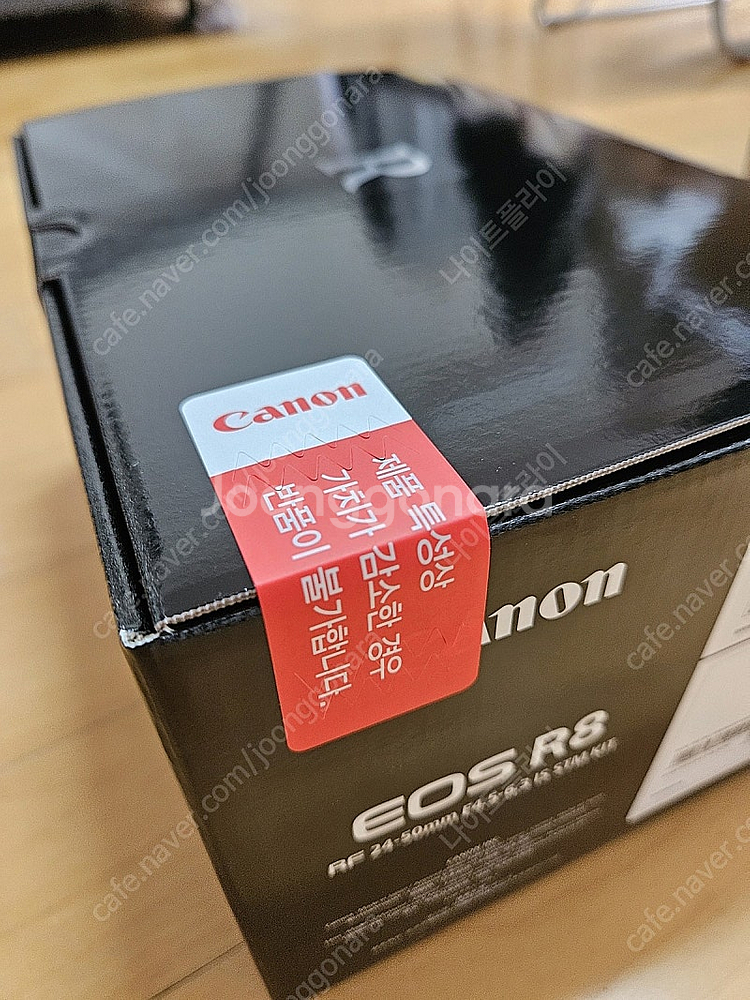 R
Canon
제품 특성상
가치가 감소한 경우
반품이 불가합니다.
Canon
EOS R8
RF 24-50mm F4.5-6.3 IS STM KIT
joonggonara
cafe.naver.com/joonggonara
나이트플라이